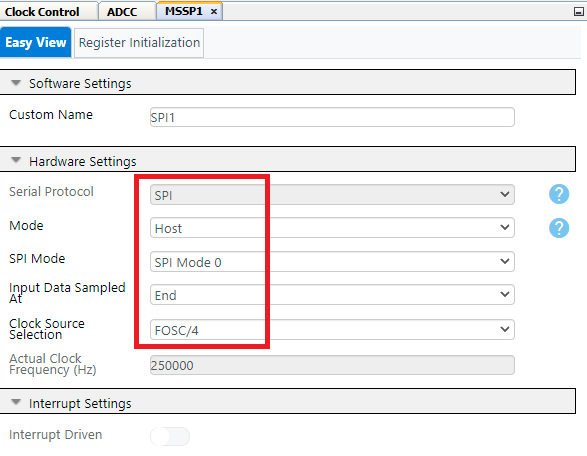 Clock Control ADCC MSSP1 ×
Easy View Register Initialization
Software Settings
Custom Name SPI1
Hardware Settings
Serial Protocol SPI ?
Mode Host ?
SPI Mode SPI Mode 0
Input Data Sampled
At End
Clock Source
Selection FOSC/4
Actual Clock
Frequency (Hz) 250000
Interrupt Settings
Interrupt Driven